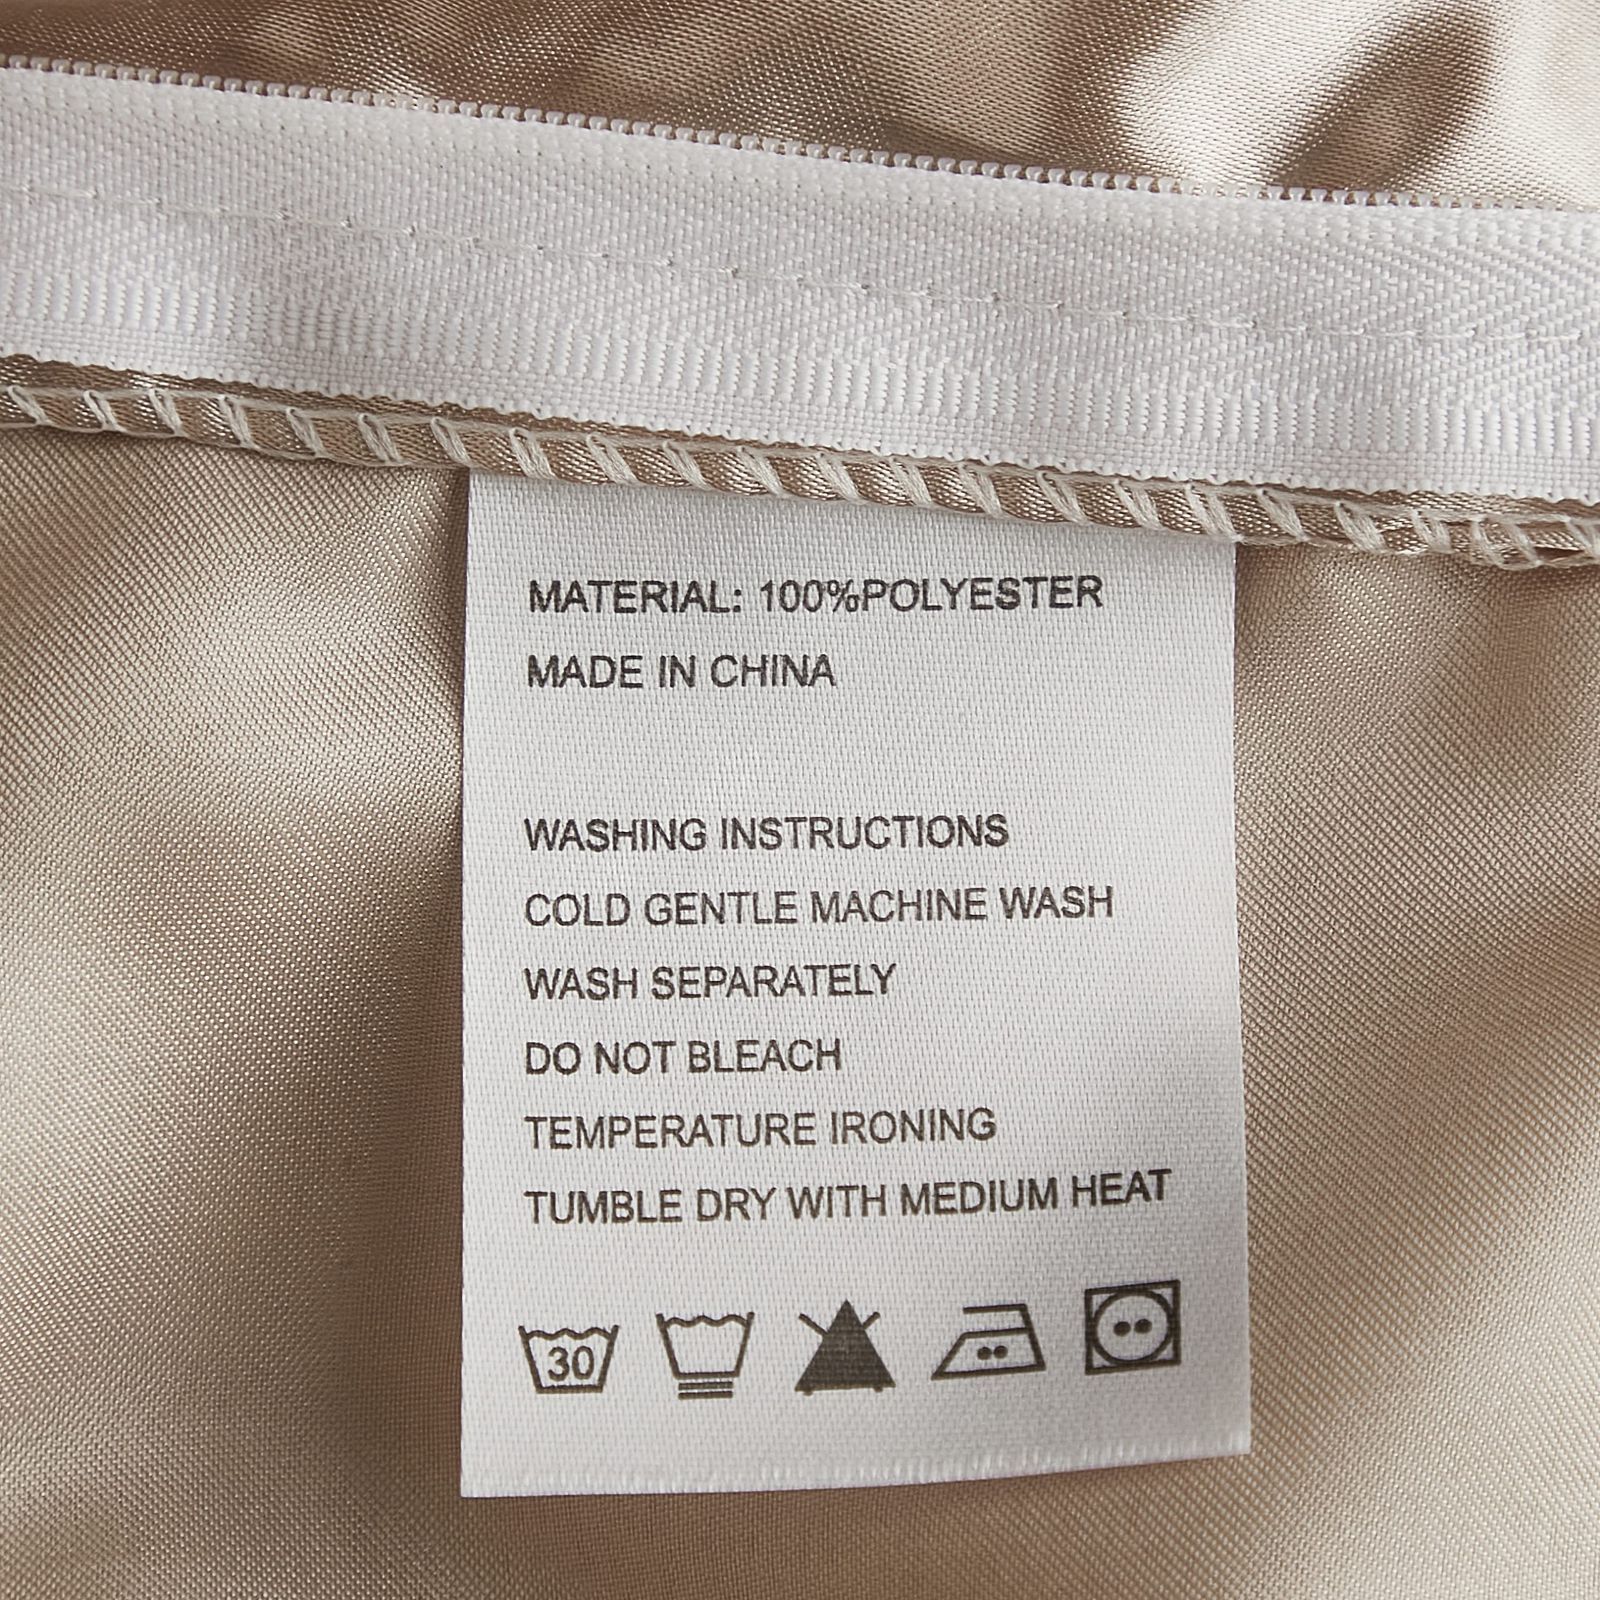 MATERIAL: 100%POLYESTER
MADE IN CHINA
WASHING INSTRUCTIONS
COLD GENTLE MACHINE WASH
WASH SEPARATELY
DO NOT BLEACH
TEMPERATURE IRONING
TUMBLE DRY WITH MEDIUM HEAT
30